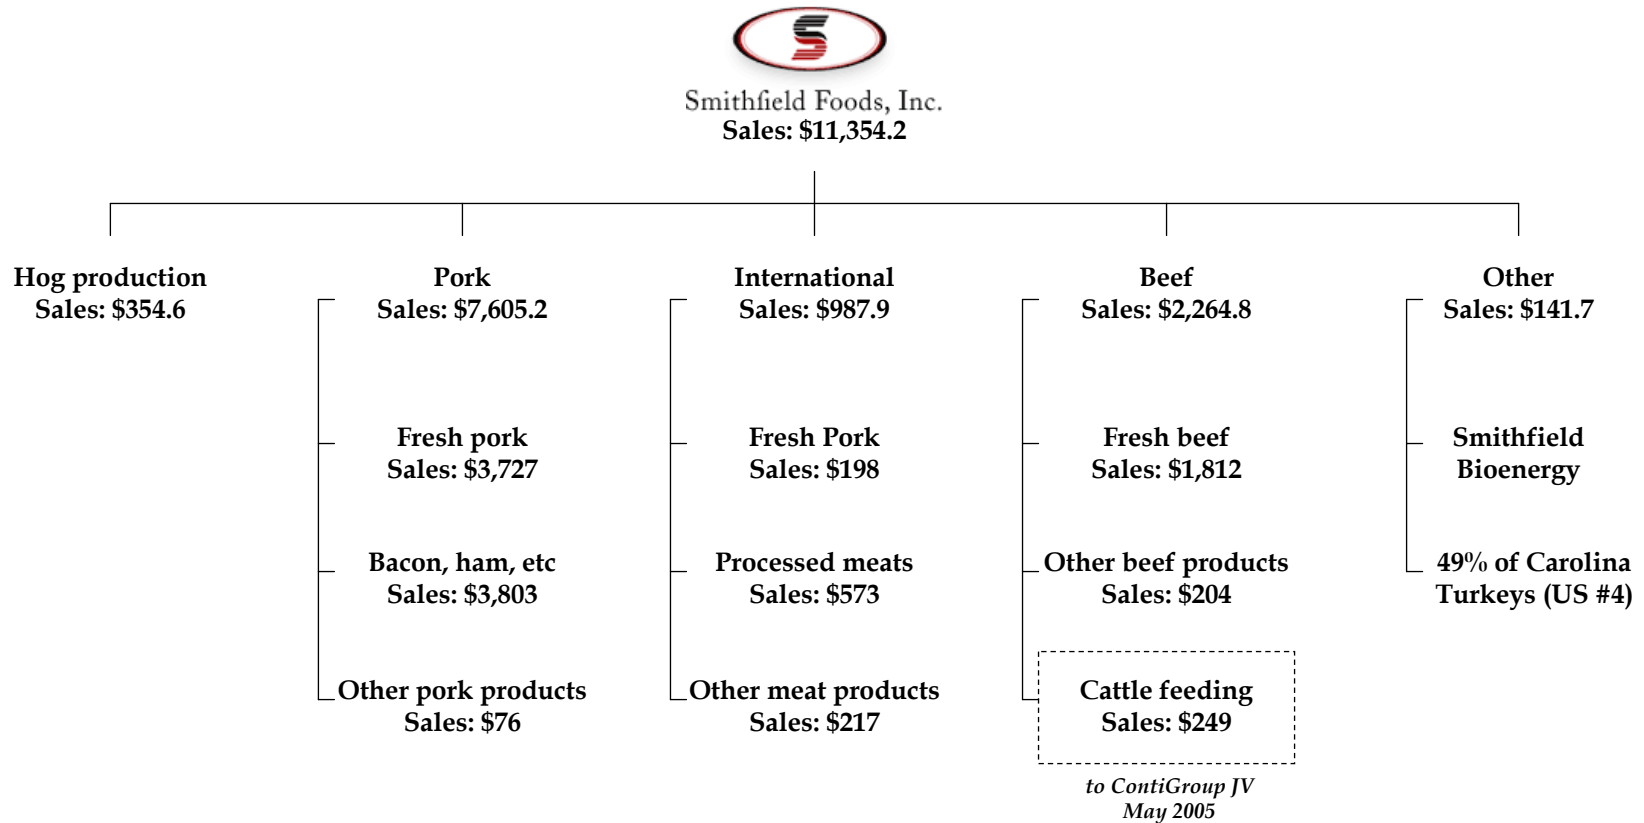 Smithfield Foods, Inc.
Sales: $11,354.2
Hog production
Sales: $354.6
Pork
Sales: $7,605.2
International
Sales: $987.9
Beef
Sales: $2,264.8
Other
Sales: $141.7
Fresh pork
Sales: $3,727
Fresh Pork
Sales: $198
Fresh beef
Sales: $1,812
Smithfield
Bioenergy
Bacon, ham, etc
Sales: $3,803
Processed meats
Sales: $573
Other beef products
Sales: $204
49% of Carolina
Turkeys (US #4)
Other pork products
Sales: $76
Other meat products
Sales: $217
Cattle feeding
Sales: $249
to ContiGroup JV
May 2005